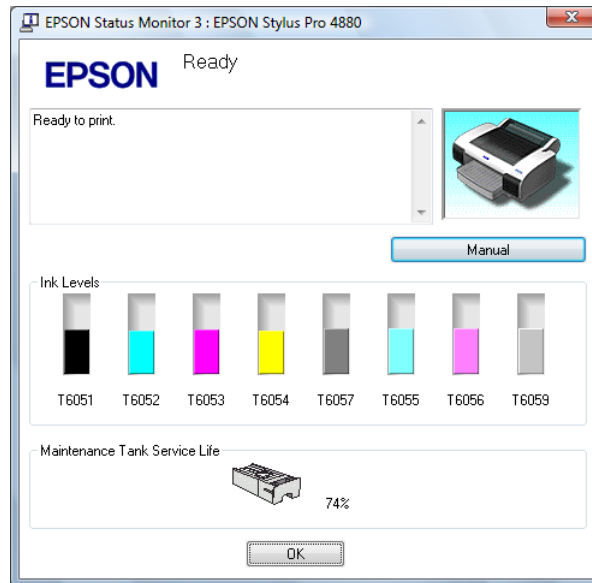 EPSON Status Monitor 3 : EPSON Stylus Pro 4880
EPSON
Ready
Ready to print.
Manual
Ink Levels
T6051 T6052 T6053 T6054 T6057 T6055 T6056 T6059
Maintenance Tank Service Life
74%
OK